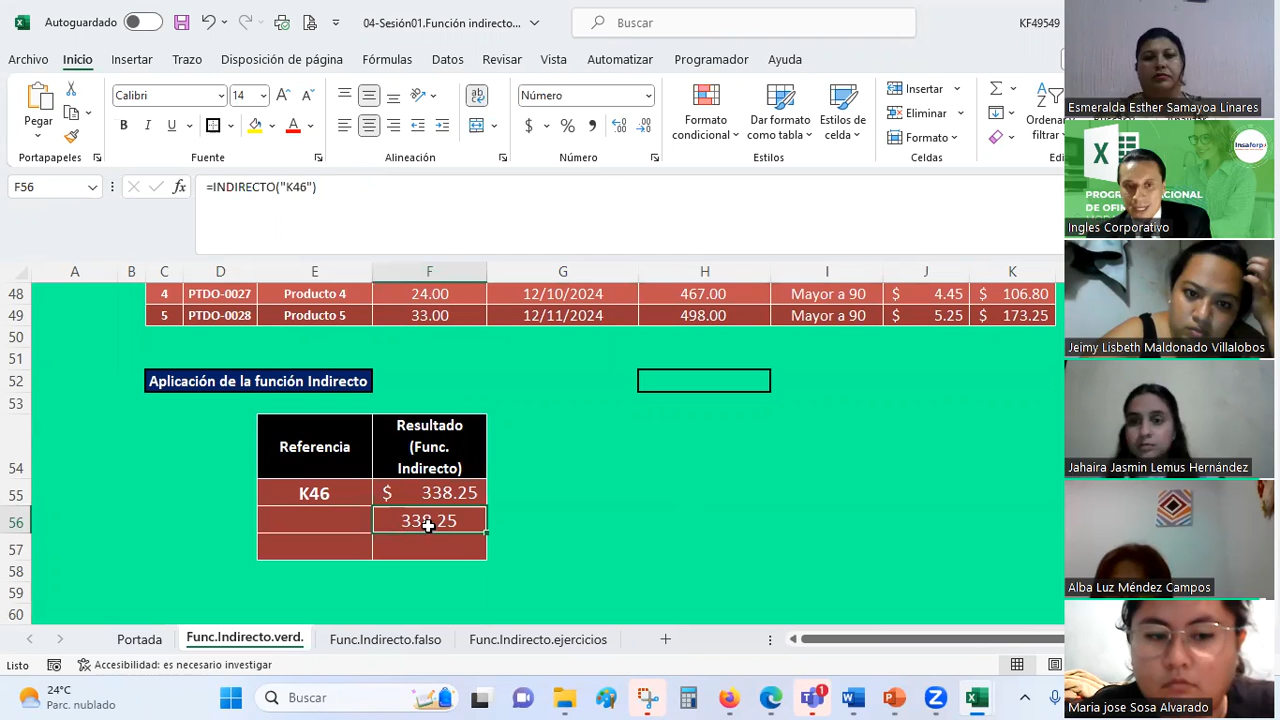 Autoguardado
04-Sesión01.Función indirecto...
Buscar
KF49549
Archivo Inicio Insertar Trazo Disposición de página Fórmulas Datos Revisar Vista Automatizar Programador Ayuda
Pegar
Portapapeles
Calibri 14
N K S
Fuente
Alineación
Número
$ % 000
Número
Formato condicional
Dar formato como tabla
Estilos de celda
Estilos
Insertar
Eliminar
Formato
Celdas
Ordenar
filtrar
F56
=INDIRECTO("K46")
A B C D E F G H I J K
48 4 PTDO-0027 Producto 4 24.00 12/10/2024 467.00 Mayor a 90 $ 4.45 $ 106.80
49 5 PTDO-0028 Producto 5 33.00 12/11/2024 498.00 Mayor a 90 $ 5.25 $ 173.25
50
51
52 Aplicación de la función Indirecto
53
54 Referencia Resultado (Func. Indirecto)
55 K46 $ 338.25
56 338.25
57
58
59
60
Portada Func.Indirecto.verd. Func.Indirecto.falso Func.Indirecto.ejercicios
Listo Accesibilidad: es necesario investigar
24°C
Parc. nublado
Buscar
1
Esmeralda Esther Samayoa Linares
Insaforp
Ingles Corporativo
Jeimy Lisbeth Maldonado Villalobos
Jahaira Jasmin Lemus Hernández
Alba Luz Méndez Campos
Maria jose Sosa Alvarado